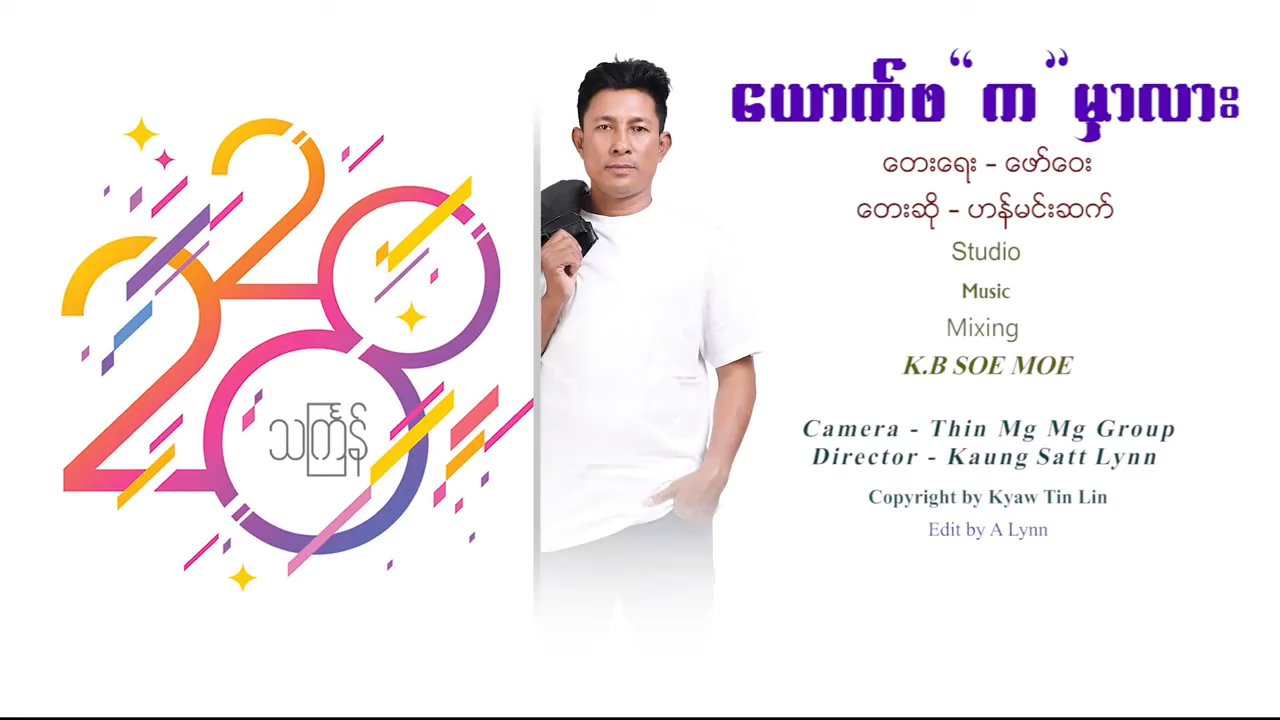 2020
သင်္ကြန်
ယောက်ဖ“က”မှာလား
တေးရေး - ဖော်ဝေး
တေးဆို - ဟန်မင်းဆက်
Studio
Music
Mixing
K.B SOE MOE
Camera - Thin Mg Mg Group
Director - Kaung Satt Lynn
Copyright by Kyaw Tin Lin
Edit by A Lynn